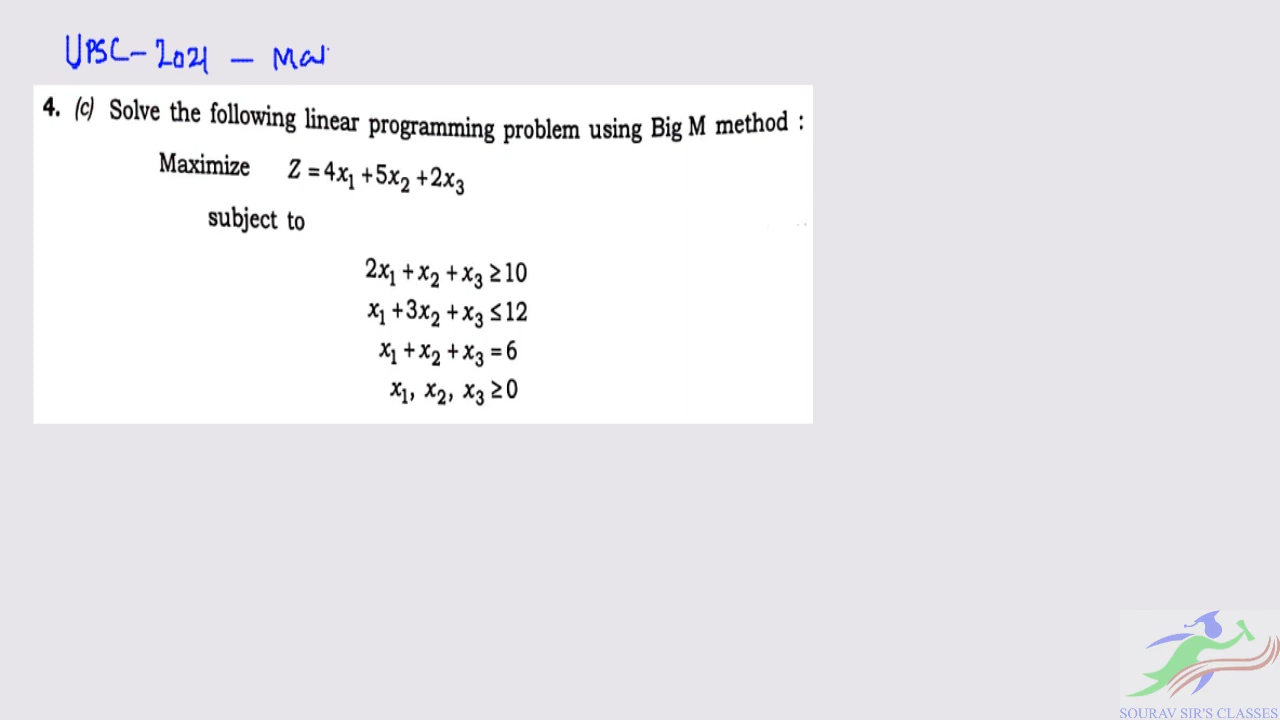 UPSC - 2021 - Mat
4. (c) Solve the following linear programming problem using Big M method :
Maximize Z = 4x₁ + 5x₂ + 2x₃
subject to
2x₁ + x₂ + x₃ ≥ 10
x₁ + 3x₂ + x₃ ≤ 12
x₁ + x₂ + x₃ = 6
x₁, x₂, x₃ ≥ 0
SOURAV SIR'S CLASSES